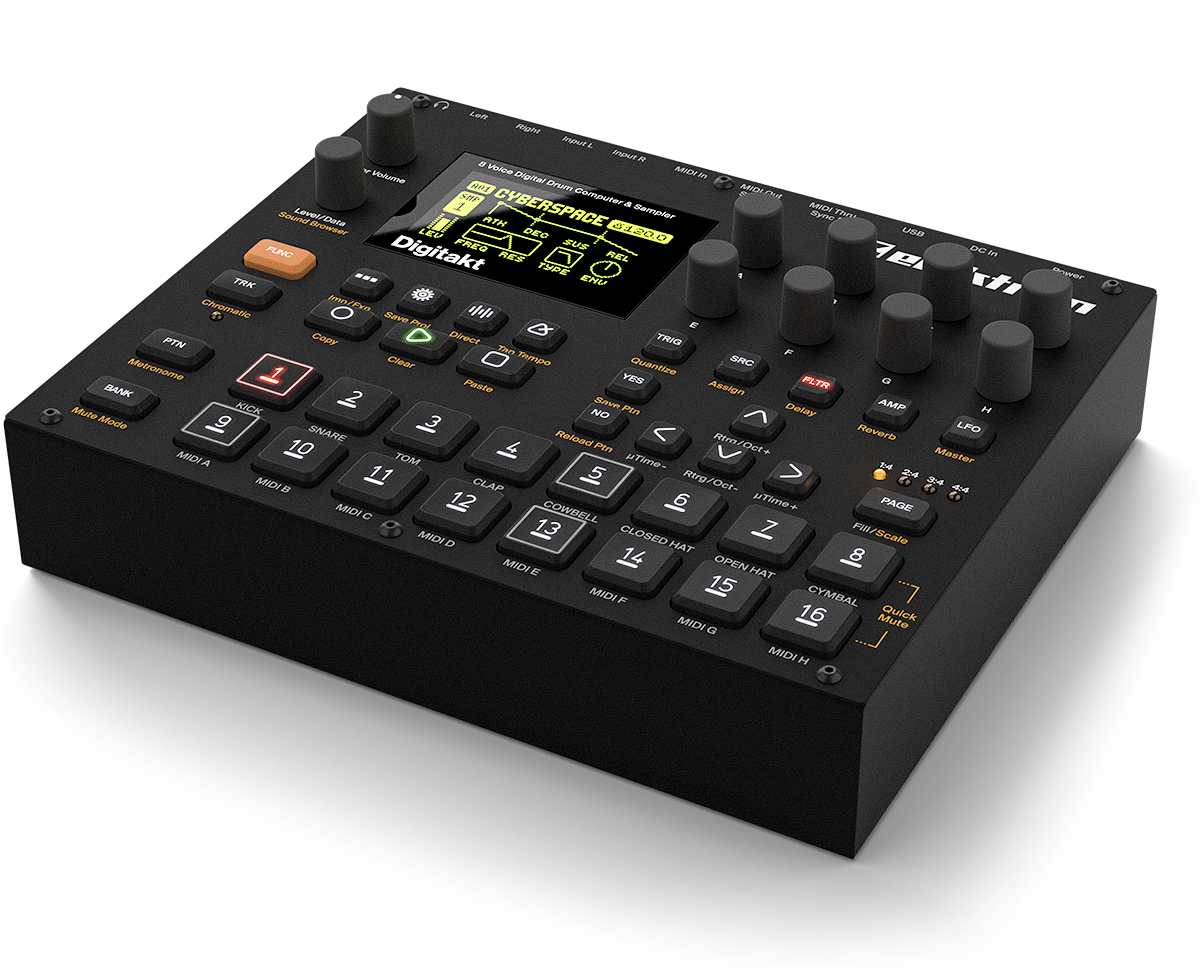 Left
Right
Input L
Input R
MIDI In
MIDI Out
MIDI Thru
USB
DC In
Power
Volume
Level/Data
Sound Browser
8 Voice Digital Drum Computer & Sampler
A01
CYBERSPACE
120.0
SMP
1
LEV
ATK
DEC
SUS
REL
FREQ
RES
TYPE
ENV
Digitakt
elektron
E
F
G
H
FUNC
TRK
Chromatic
PTN
Metronome
BANK
Mute Mode
Save Proj
Direct
Tap Tempo
Copy
Clear
Paste
TRIG
Quantize
SRC
Assign
FLTR
Delay
AMP
Reverb
LFO
Master
YES
Save Ptn
NO
Reload Ptn
µTime-
Rtrg/Oct+
Rtrg/Oct-
µTime+
1:4
2:4
3:4
4:4
PAGE
Fill/Scale
1
2
3
4
5
6
7
8
KICK
SNARE
TOM
CLAP
COWBELL
CLOSED HAT
OPEN HAT
CYMBAL
9
10
11
12
13
14
15
16
MIDI A
MIDI B
MIDI C
MIDI D
MIDI E
MIDI F
MIDI G
MIDI H
Quick
Mute